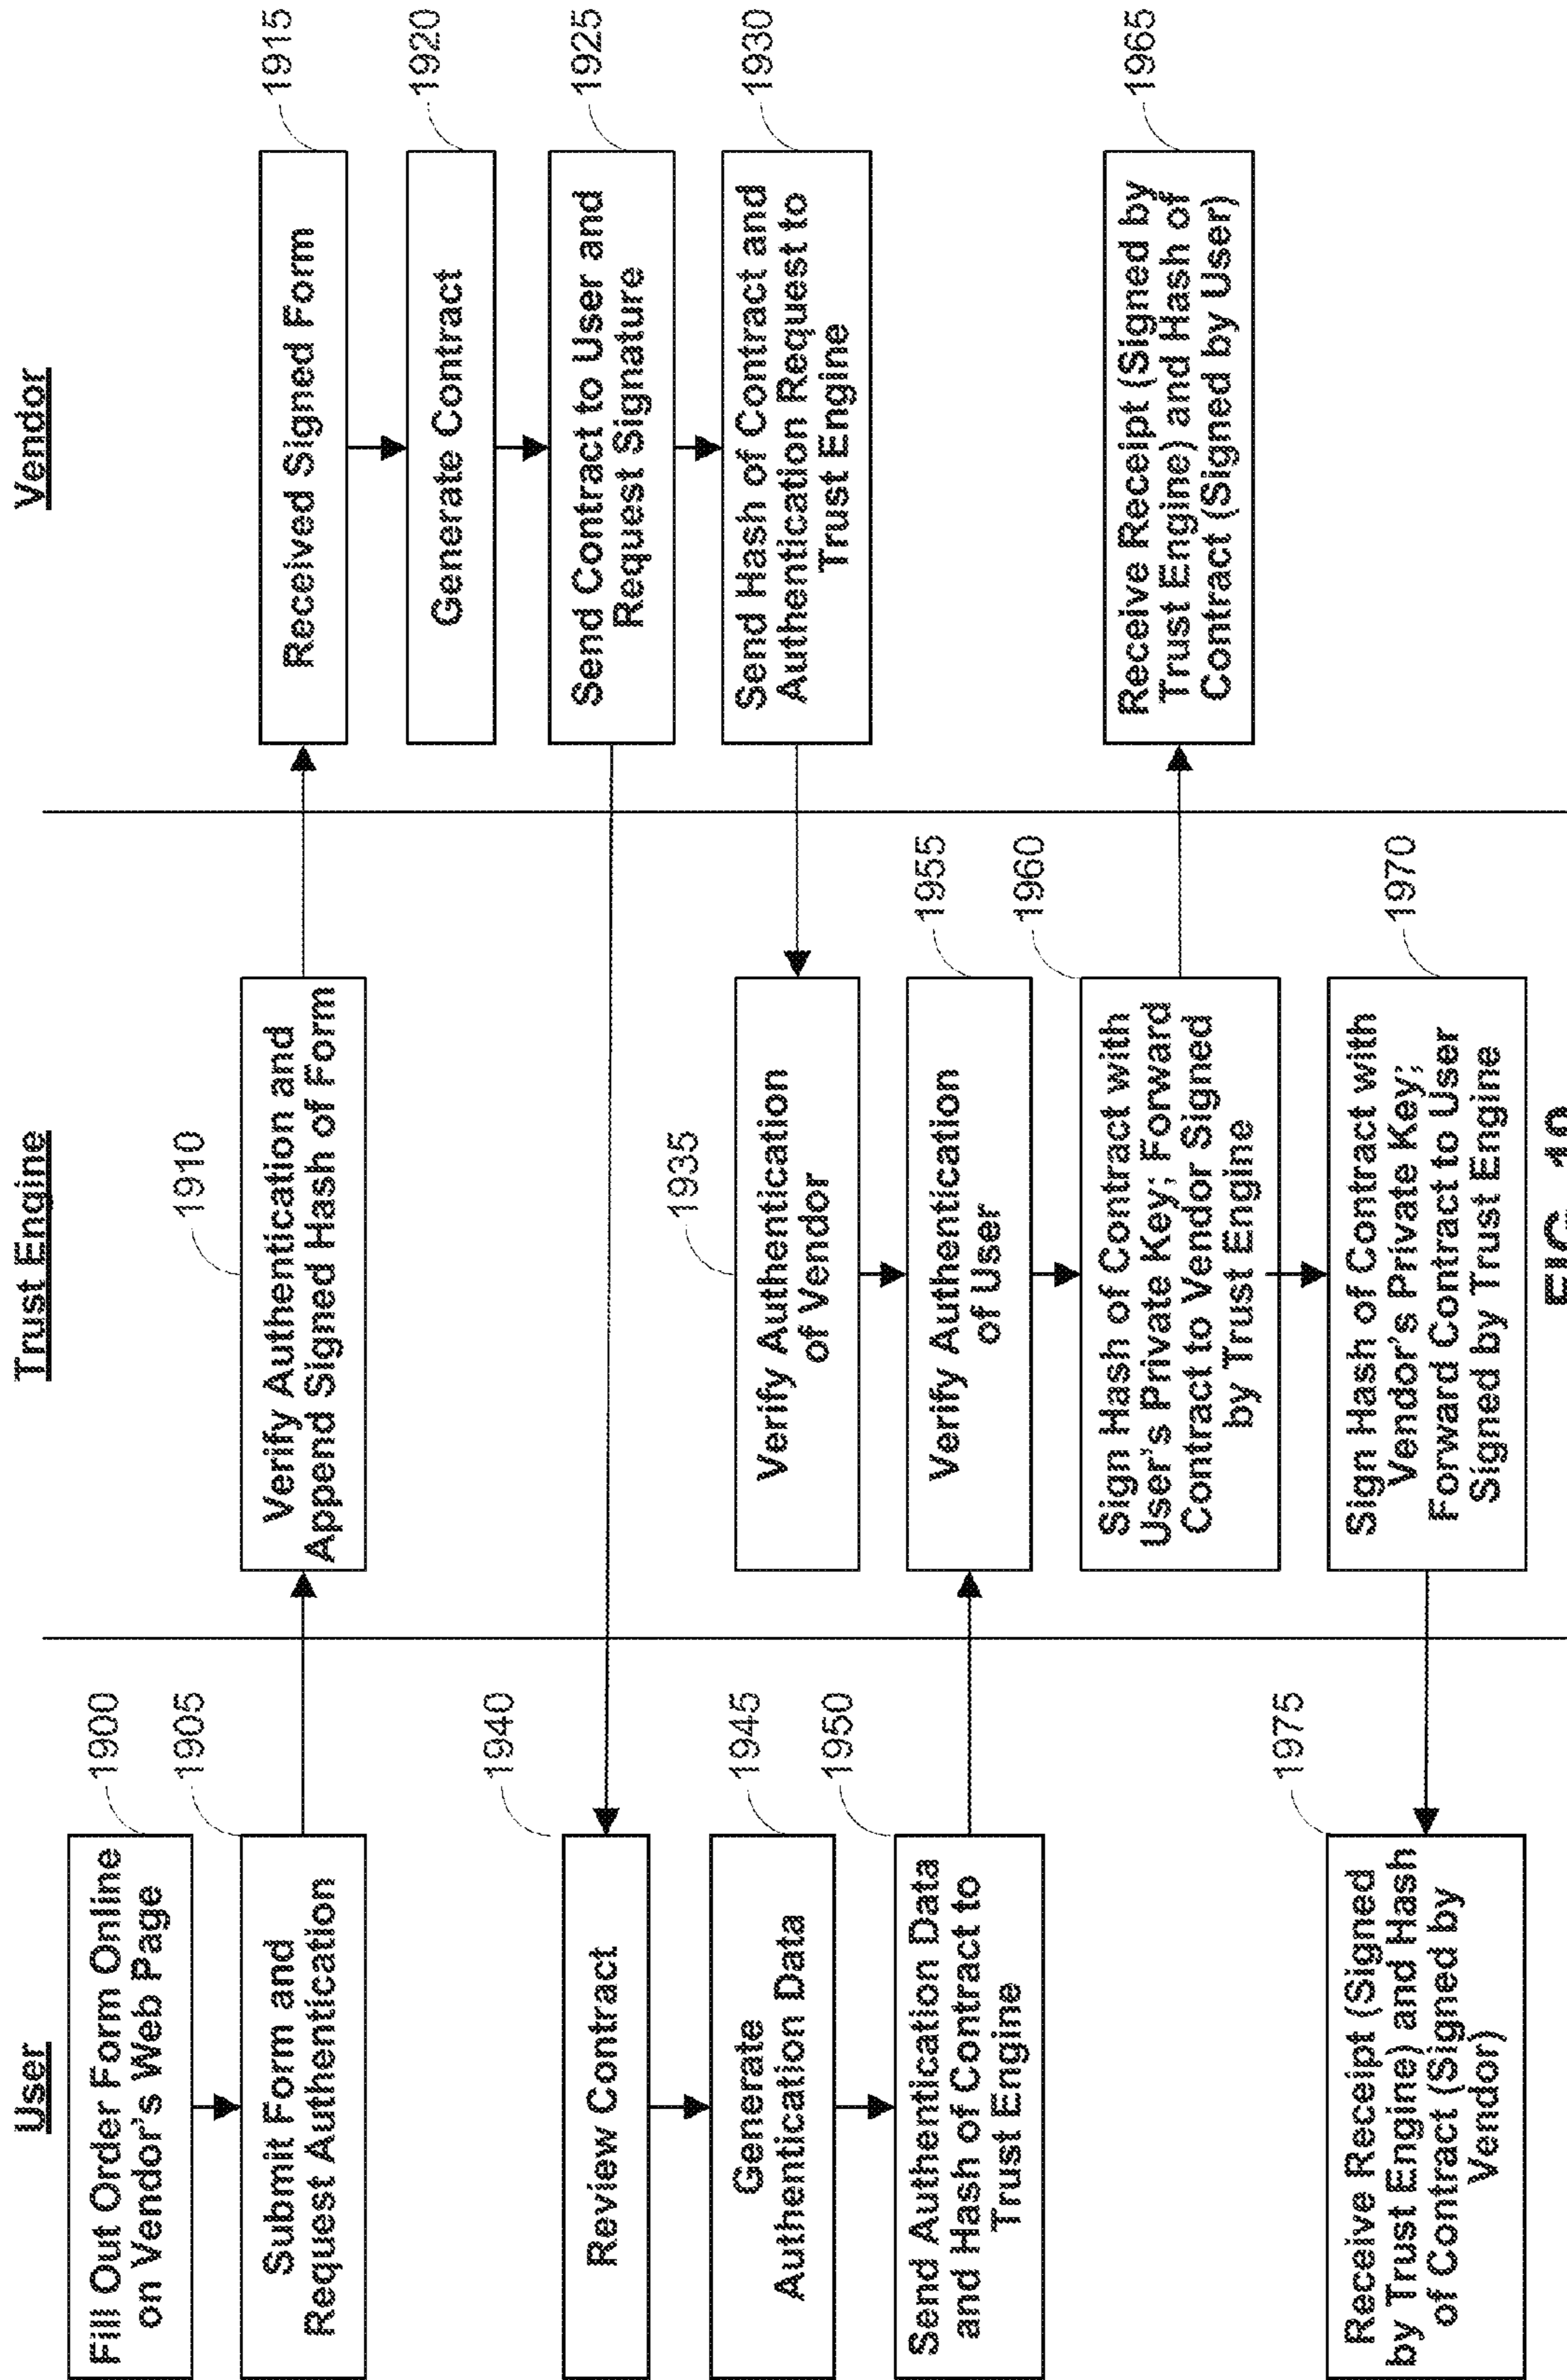 User
Trust Engine
Vendor
Fill Out Order Form Online
on Vendor's Web Page
1900
Submit Form and
Request Authentication
1905
Verify Authentication and
Append Signed Hash of Form
1910
Received Signed Form
1915
Generate Contract
1920
Send Contract to User and
Request Signature
1925
Send Hash of Contract and
Authentication Request to
Trust Engine
1930
Verify Authentication
of Vendor
1935
Review Contract
1940
Generate
Authentication Data
1945
Send Authentication Data
and Hash of Contract to
Trust Engine
1950
Verify Authentication
of User
1955
Sign Hash of Contract with
User's Private Key; Forward
Contract to Vendor Signed
by Trust Engine
1960
Receive Receipt (Signed by
Trust Engine) and Hash of
Contract (Signed by User)
1965
Sign Hash of Contract with
Vendor's Private Key;
Forward Contract to User
Signed by Trust Engine
1970
Receive Receipt (Signed
by Trust Engine) and Hash
of Contract (Signed by
Vendor)
1975
FIG.